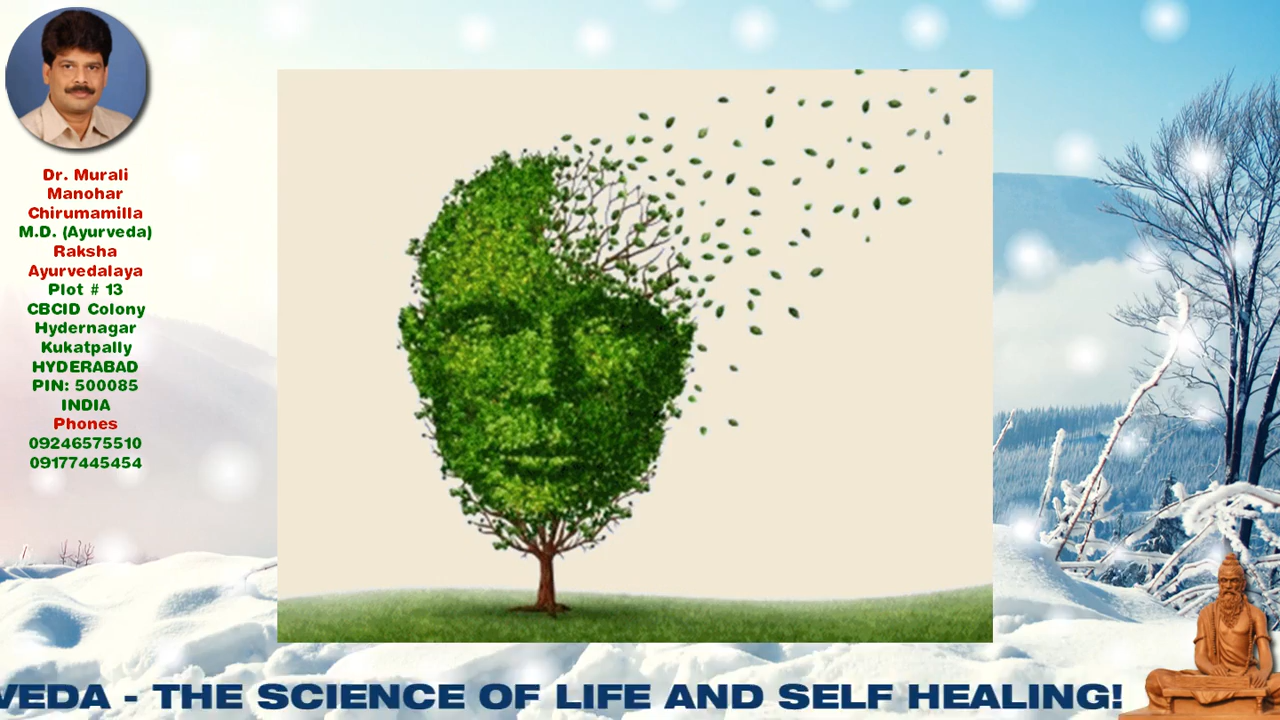 Dr. Murali
Manohar
Chirumamilla
M.D. (Ayurveda)
Raksha
Ayurvedalaya
Plot # 13
CBCID Colony
Hydernagar
Kukatpally
HYDERABAD
PIN: 500085
INDIA
Phones
09246575510
09177445454
VEDA - THE SCIENCE OF LIFE AND SELF HEALING!